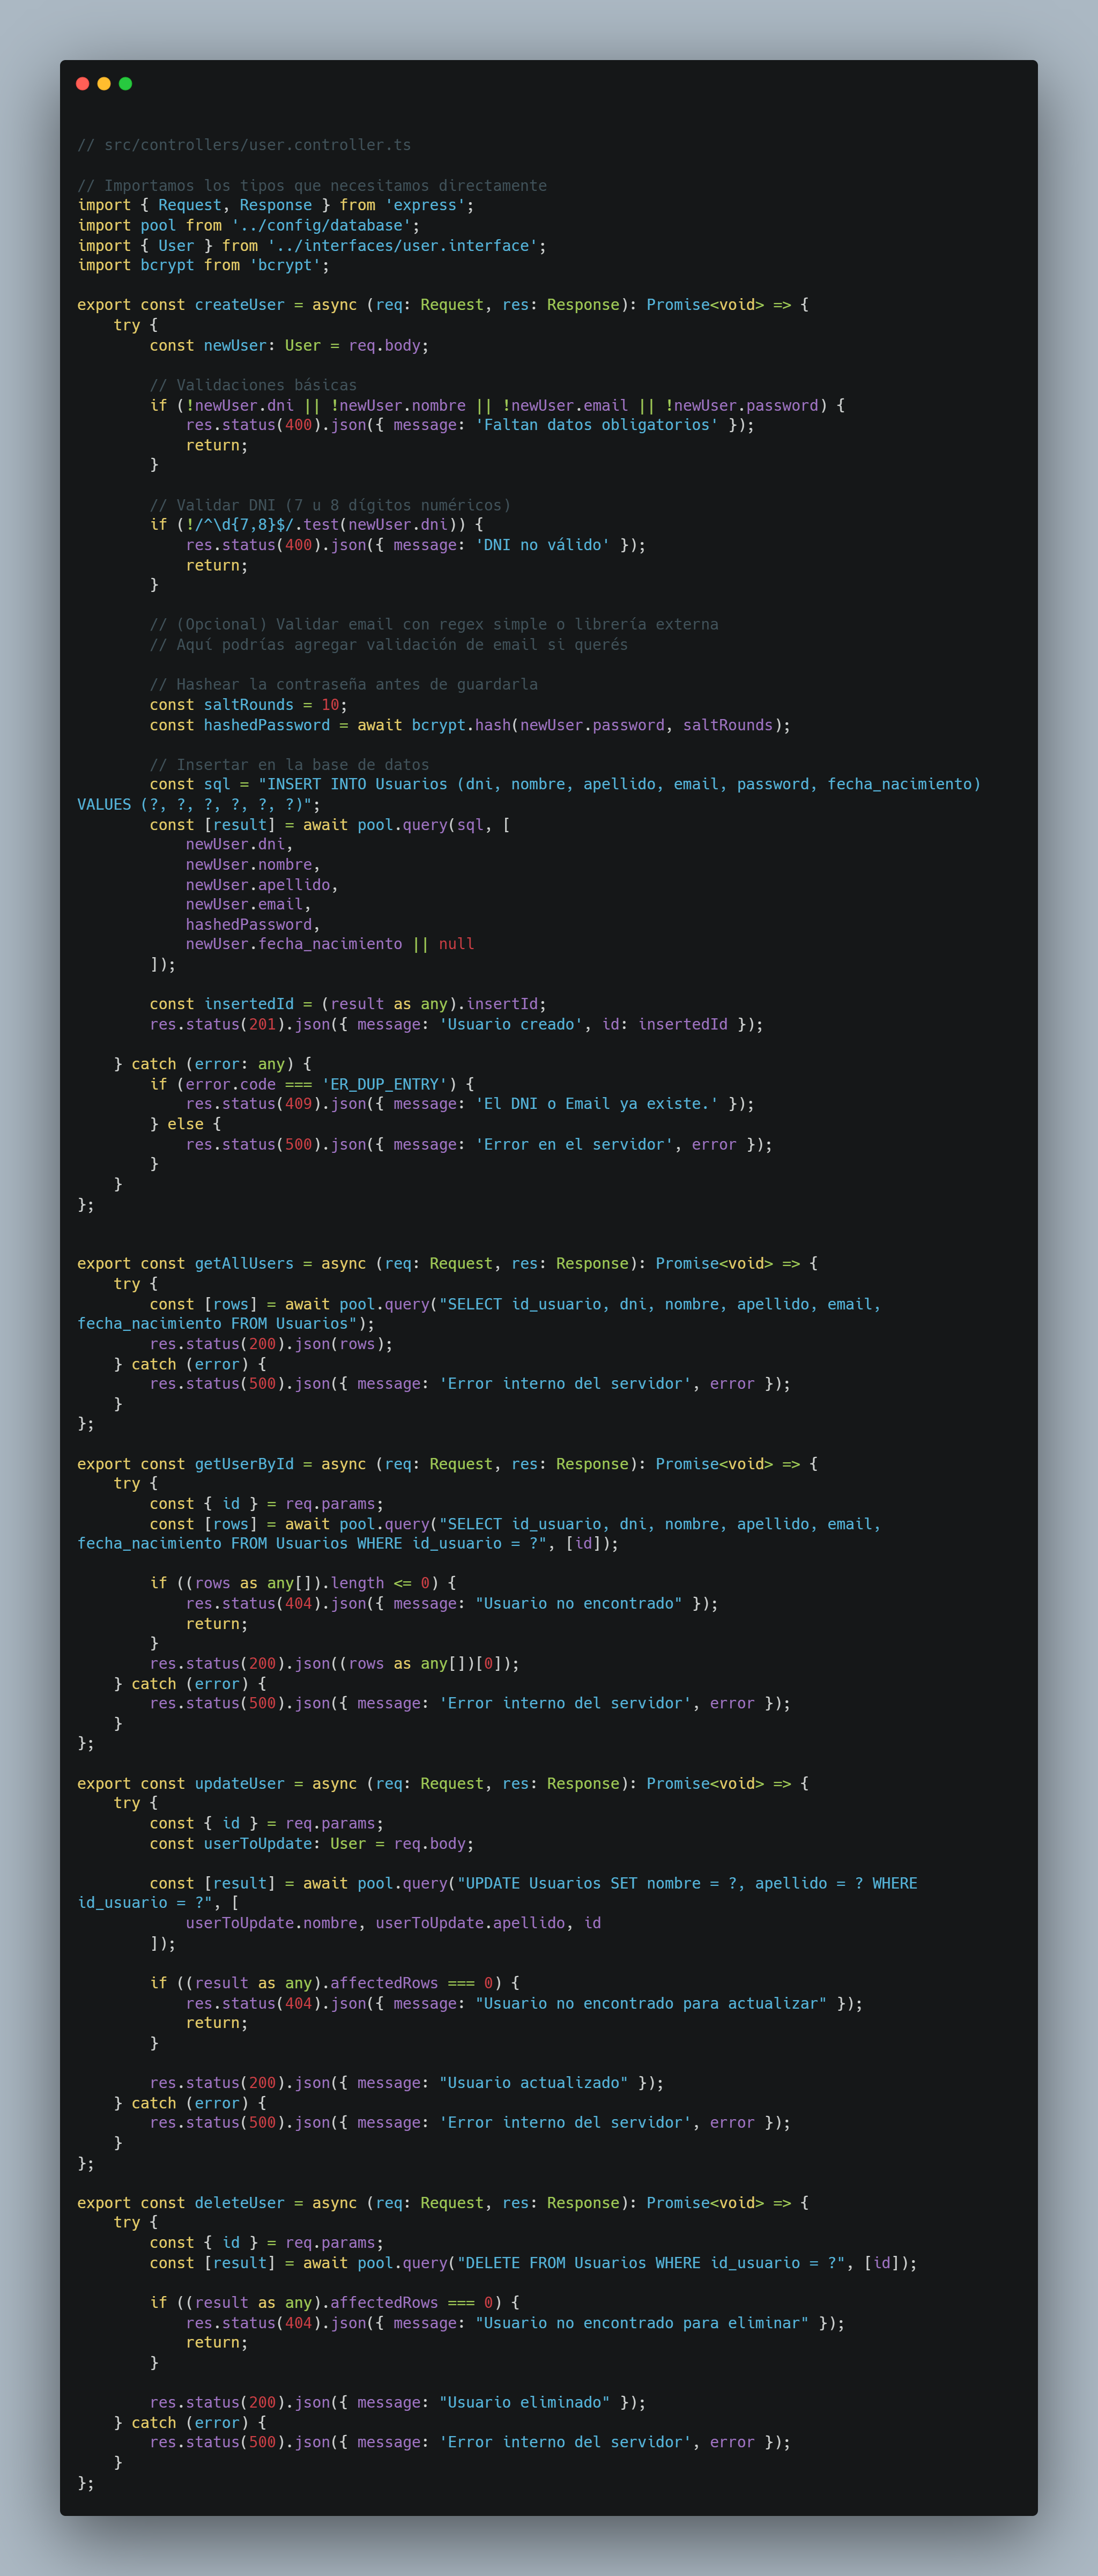 // src/controllers/user.controller.ts

// Importamos los tipos que necesitamos directamente
import { Request, Response } from 'express';
import pool from '../config/database';
import { User } from '../interfaces/user.interface';
import bcrypt from 'bcrypt';

export const createUser = async (req: Request, res: Response): Promise<void> => {
    try {
        const newUser: User = req.body;

        // Validaciones básicas
        if (!newUser.dni || !newUser.nombre || !newUser.email || !newUser.password) {
            res.status(400).json({ message: 'Faltan datos obligatorios' });
            return;
        }

        // Validar DNI (7 u 8 dígitos numéricos)
        if (!/^\d{7,8}$/.test(newUser.dni)) {
            res.status(400).json({ message: 'DNI no válido' });
            return;
        }

        // (Opcional) Validar email con regex simple o librería externa
        // Aquí podrías agregar validación de email si querés

        // Hashear la contraseña antes de guardarla
        const saltRounds = 10;
        const hashedPassword = await bcrypt.hash(newUser.password, saltRounds);

        // Insertar en la base de datos
        const sql = "INSERT INTO Usuarios (dni, nombre, apellido, email, password, fecha_nacimiento)
VALUES (?, ?, ?, ?, ?, ?)";
        const [result] = await pool.query(sql, [
            newUser.dni,
            newUser.nombre,
            newUser.apellido,
            newUser.email,
            hashedPassword,
            newUser.fecha_nacimiento || null
        ]);

        const insertedId = (result as any).insertId;
        res.status(201).json({ message: 'Usuario creado', id: insertedId });

    } catch (error: any) {
        if (error.code === 'ER_DUP_ENTRY') {
            res.status(409).json({ message: 'El DNI o Email ya existe.' });
        } else {
            res.status(500).json({ message: 'Error en el servidor', error });
        }
    }
};


export const getAllUsers = async (req: Request, res: Response): Promise<void> => {
    try {
        const [rows] = await pool.query("SELECT id_usuario, dni, nombre, apellido, email,
fecha_nacimiento FROM Usuarios");
        res.status(200).json(rows);
    } catch (error) {
        res.status(500).json({ message: 'Error interno del servidor', error });
    }
};

export const getUserById = async (req: Request, res: Response): Promise<void> => {
    try {
        const { id } = req.params;
        const [rows] = await pool.query("SELECT id_usuario, dni, nombre, apellido, email,
fecha_nacimiento FROM Usuarios WHERE id_usuario = ?", [id]);

        if ((rows as any[]).length <= 0) {
            res.status(404).json({ message: "Usuario no encontrado" });
            return;
        }
        res.status(200).json((rows as any[])[0]);
    } catch (error) {
        res.status(500).json({ message: 'Error interno del servidor', error });
    }
};

export const updateUser = async (req: Request, res: Response): Promise<void> => {
    try {
        const { id } = req.params;
        const userToUpdate: User = req.body;

        const [result] = await pool.query("UPDATE Usuarios SET nombre = ?, apellido = ? WHERE
id_usuario = ?", [
            userToUpdate.nombre, userToUpdate.apellido, id
        ]);

        if ((result as any).affectedRows === 0) {
            res.status(404).json({ message: "Usuario no encontrado para actualizar" });
            return;
        }

        res.status(200).json({ message: "Usuario actualizado" });
    } catch (error) {
        res.status(500).json({ message: 'Error interno del servidor', error });
    }
};

export const deleteUser = async (req: Request, res: Response): Promise<void> => {
    try {
        const { id } = req.params;
        const [result] = await pool.query("DELETE FROM Usuarios WHERE id_usuario = ?", [id]);

        if ((result as any).affectedRows === 0) {
            res.status(404).json({ message: "Usuario no encontrado para eliminar" });
            return;
        }

        res.status(200).json({ message: "Usuario eliminado" });
    } catch (error) {
        res.status(500).json({ message: 'Error interno del servidor', error });
    }
};